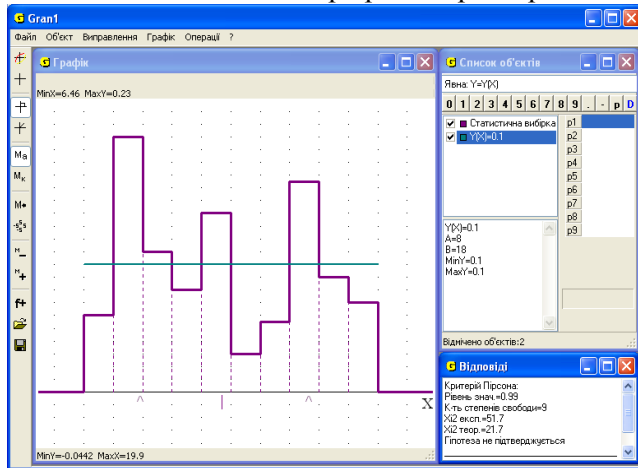 Gran1
Файл Об'єкт Виправлення Графік Операції ?
Графік
MinX=6.46 MaxY=0.23
X
MinY=-0.0442 MaxX=19.9
Ma
Mк
M
f+
Список об'єктів
Явна: Y=Y(X)
0 1 2 3 4 5 6 7 8 9 . - p D
Статистична вибірка
Y(X)=0.1
p1
p2
p3
p4
p5
p6
p7
p8
p9
Y(X)=0.1
A=8
B=18
MinY=0.1
MaxY=0.1
Відмічено об'єктів:2
Відповіді
Критерій Пірсона:
Рівень знач.=0.99
К-ть степенів свободи=9
Xi2 експ.=51.7
Xi2 теор.=21.7
Гіпотеза не підтверджується